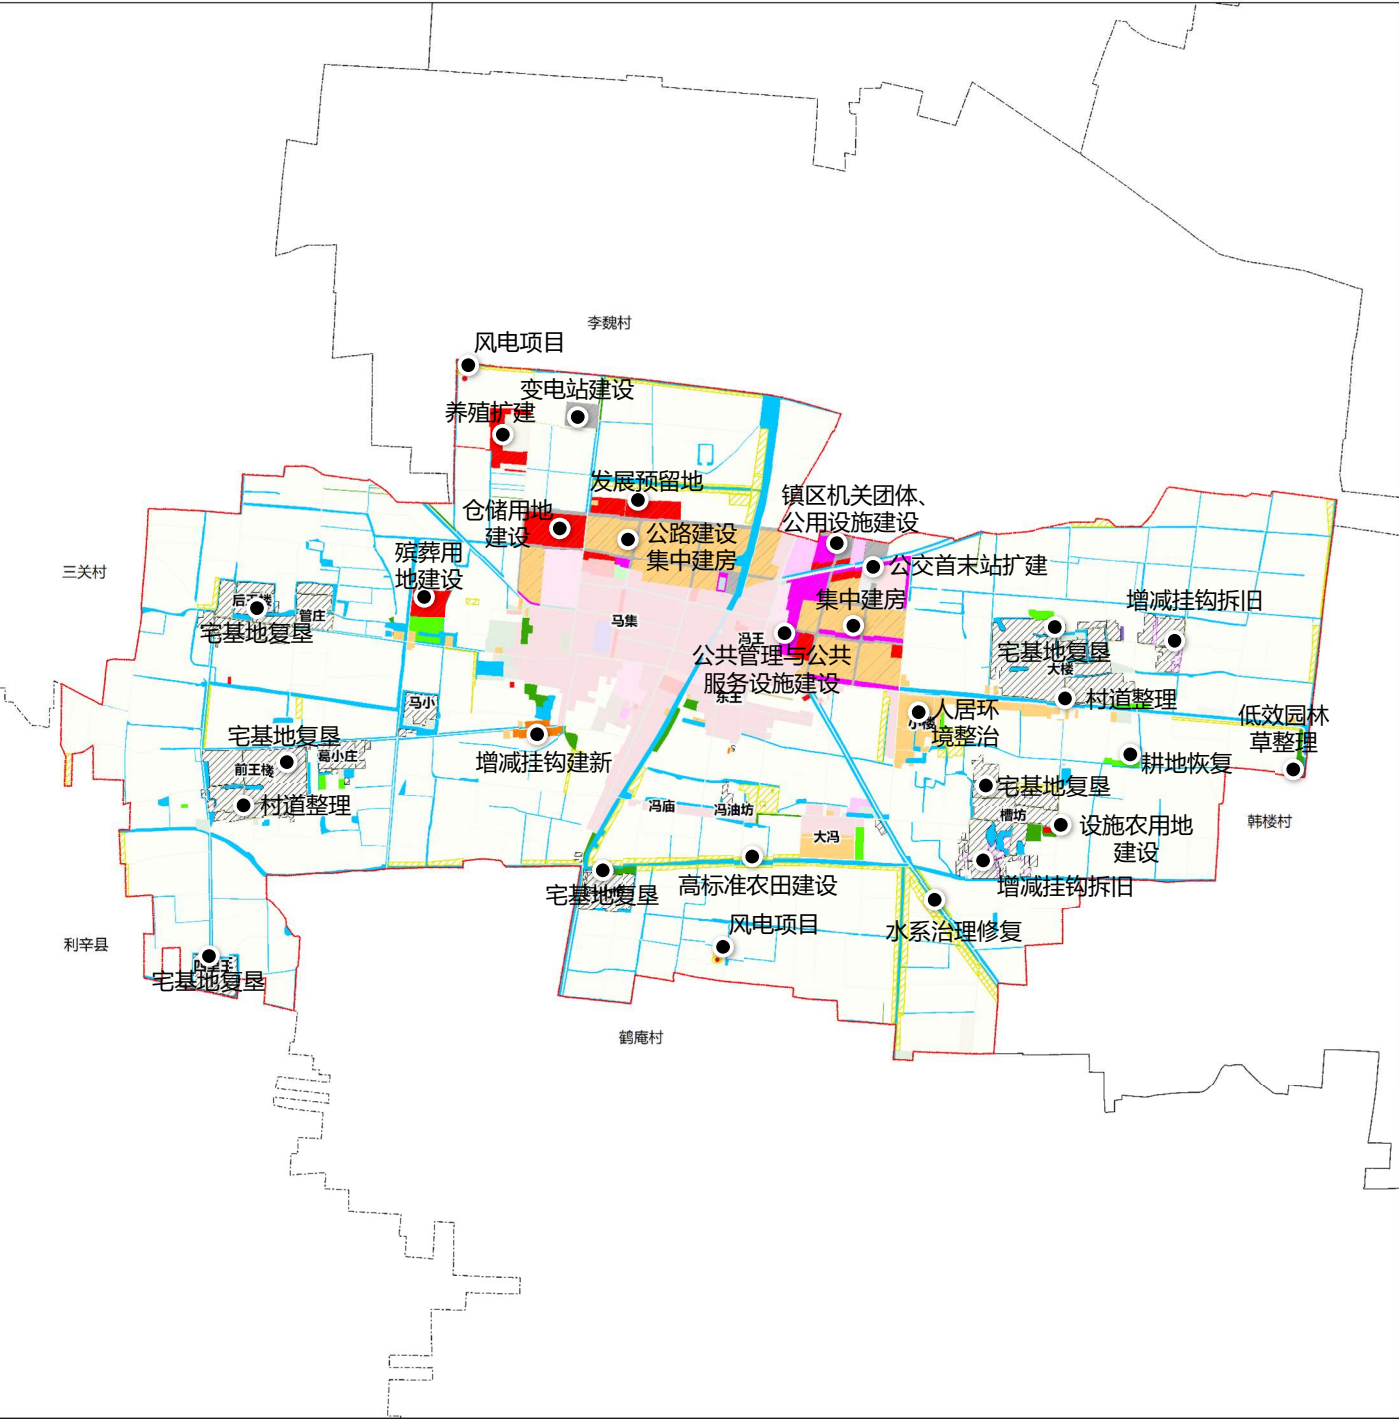 李魏村
风电项目
变电站建设
养殖扩建
发展预留地
镇区机关团体、
公用设施建设
仓储用地
建设
公路建设
集中建房
殡葬用
地建设
公交首末站扩建
三关村
集中建房
增减挂钩拆旧
管庄
宅基地复垦
马集
冯王
宅基地复垦
大楼
公共管理与公共
服务设施建设
东王
马小
村道整理
人居环
境整治
低效园林
草整理
宅基地复垦
葛小庄
前王楼
增减挂钩建新
耕地恢复
村道整理
宅基地复垦
冯庙
冯油坊
槽坊
韩楼村
大冯
设施农用地
建设
高标准农田建设
增减挂钩拆旧
宅基地复垦
风电项目
水系治理修复
利辛县
宅基地复垦
鹤庵村